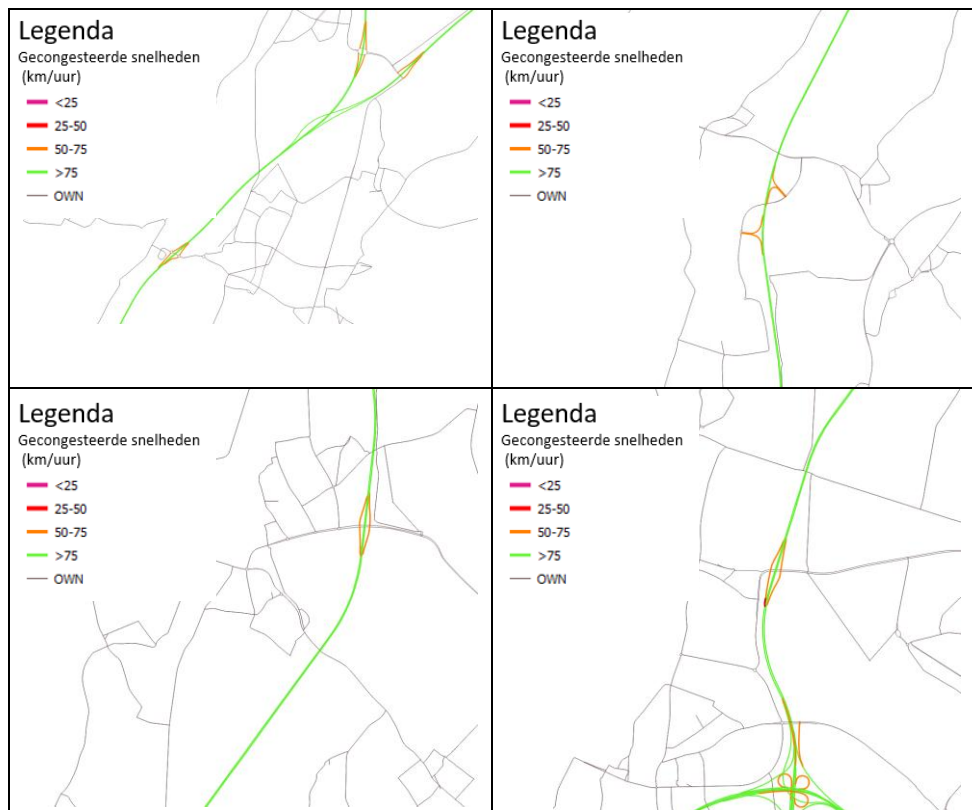 Legenda
Gecongesteerde snelheden
(km/uur)
<25
25-50
50-75
>75
OWN
Legenda
Gecongesteerde snelheden
(km/uur)
<25
25-50
50-75
>75
OWN
Legenda
Gecongesteerde snelheden
(km/uur)
<25
25-50
50-75
>75
OWN
Legenda
Gecongesteerde snelheden
(km/uur)
<25
25-50
50-75
>75
OWN